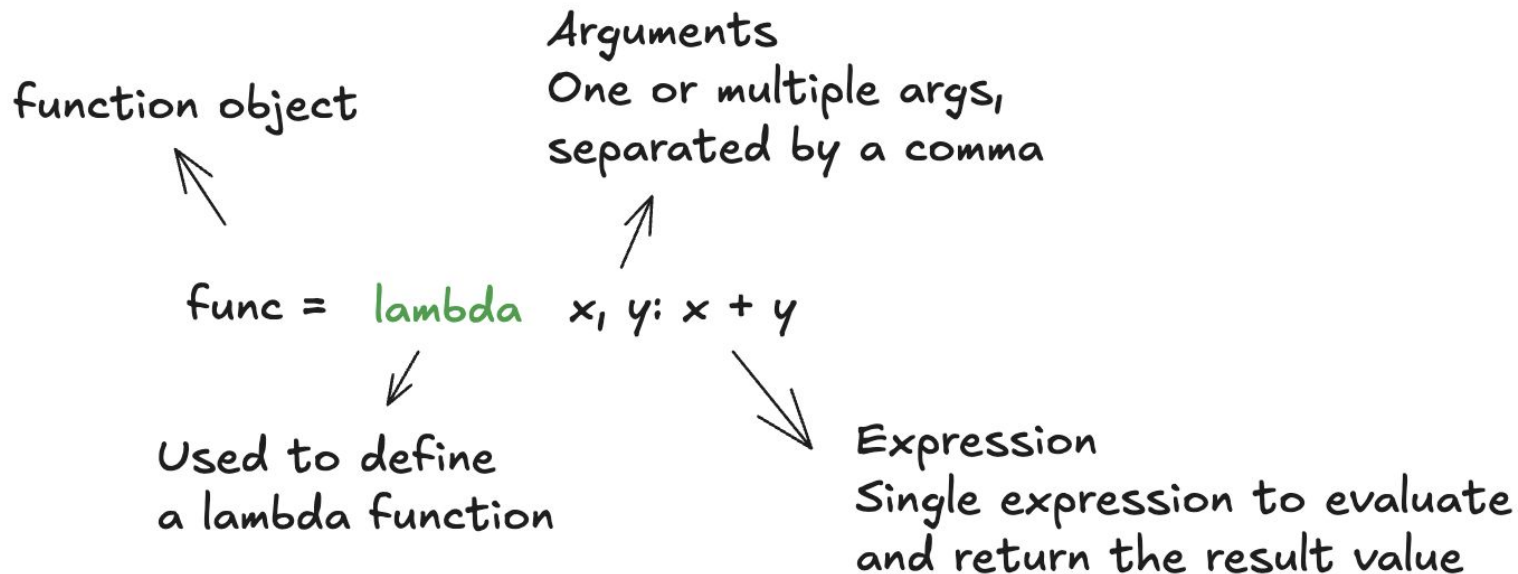 Arguments
One or multiple args,
separated by a comma
function object
func = lambda x, y: x + y
Used to define
a lambda function
Expression
Single expression to evaluate
and return the result value